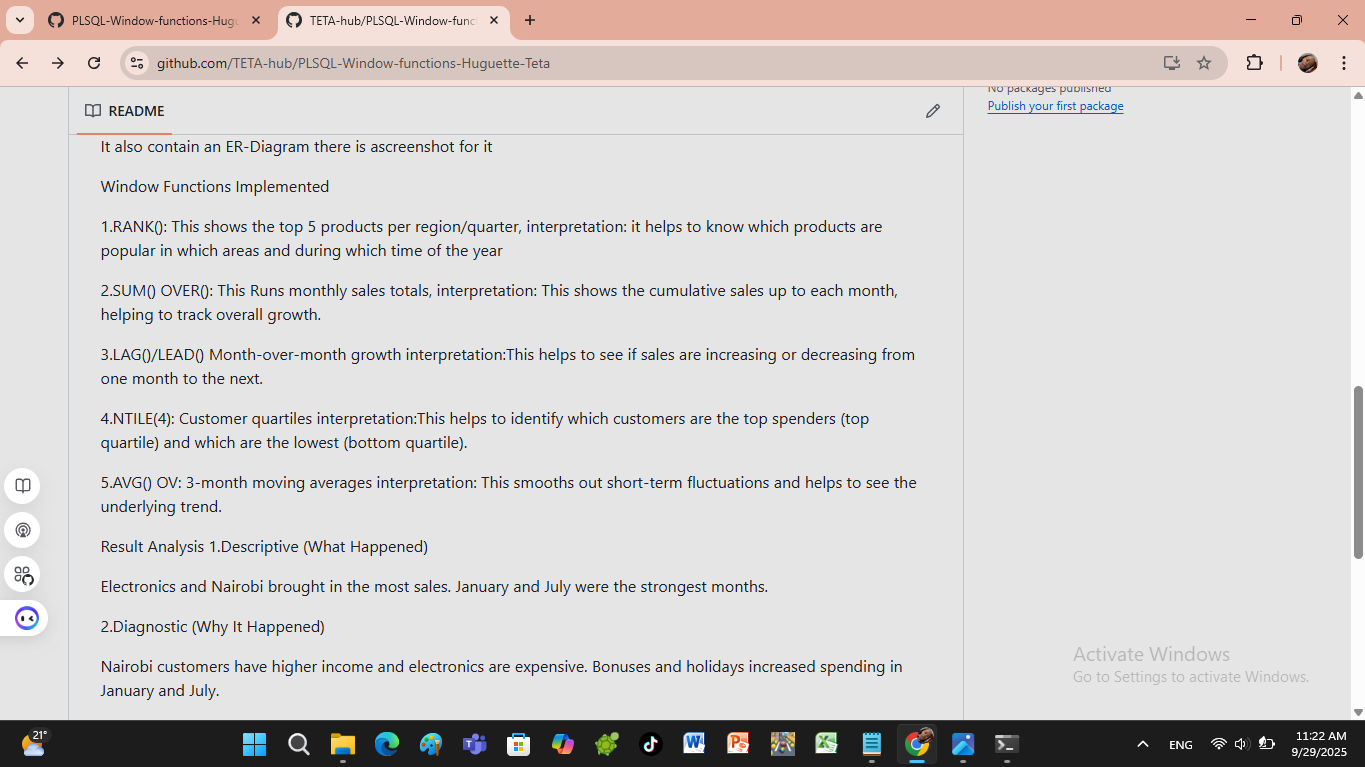 PLSQL-Window-functions-Hugu
TETA-hub/PLSQL-Window-func
github.com/TETA-hub/PLSQL-Window-functions-Huguette-Teta
No packages published
Publish your first package
README
It also contain an ER-Diagram there is ascreenshot for it
Window Functions Implemented
1.RANK(): This shows the top 5 products per region/quarter, interpretation: it helps to know which products are
popular in which areas and during which time of the year
2.SUM() OVER(): This Runs monthly sales totals, interpretation: This shows the cumulative sales up to each month,
helping to track overall growth.
3.LAG()/LEAD() Month-over-month growth interpretation:This helps to see if sales are increasing or decreasing from
one month to the next.
4.NTILE(4): Customer quartiles interpretation:This helps to identify which customers are the top spenders (top
quartile) and which are the lowest (bottom quartile).
5.AVG() OV: 3-month moving averages interpretation: This smooths out short-term fluctuations and helps to see the
underlying trend.
Result Analysis 1.Descriptive (What Happened)
Electronics and Nairobi brought in the most sales. January and July were the strongest months.
2.Diagnostic (Why It Happened)
Nairobi customers have higher income and electronics are expensive. Bonuses and holidays increased spending in
January and July.
Activate Windows
Go to Settings to activate Windows.
21°
ENG
11:22 AM
9/29/2025